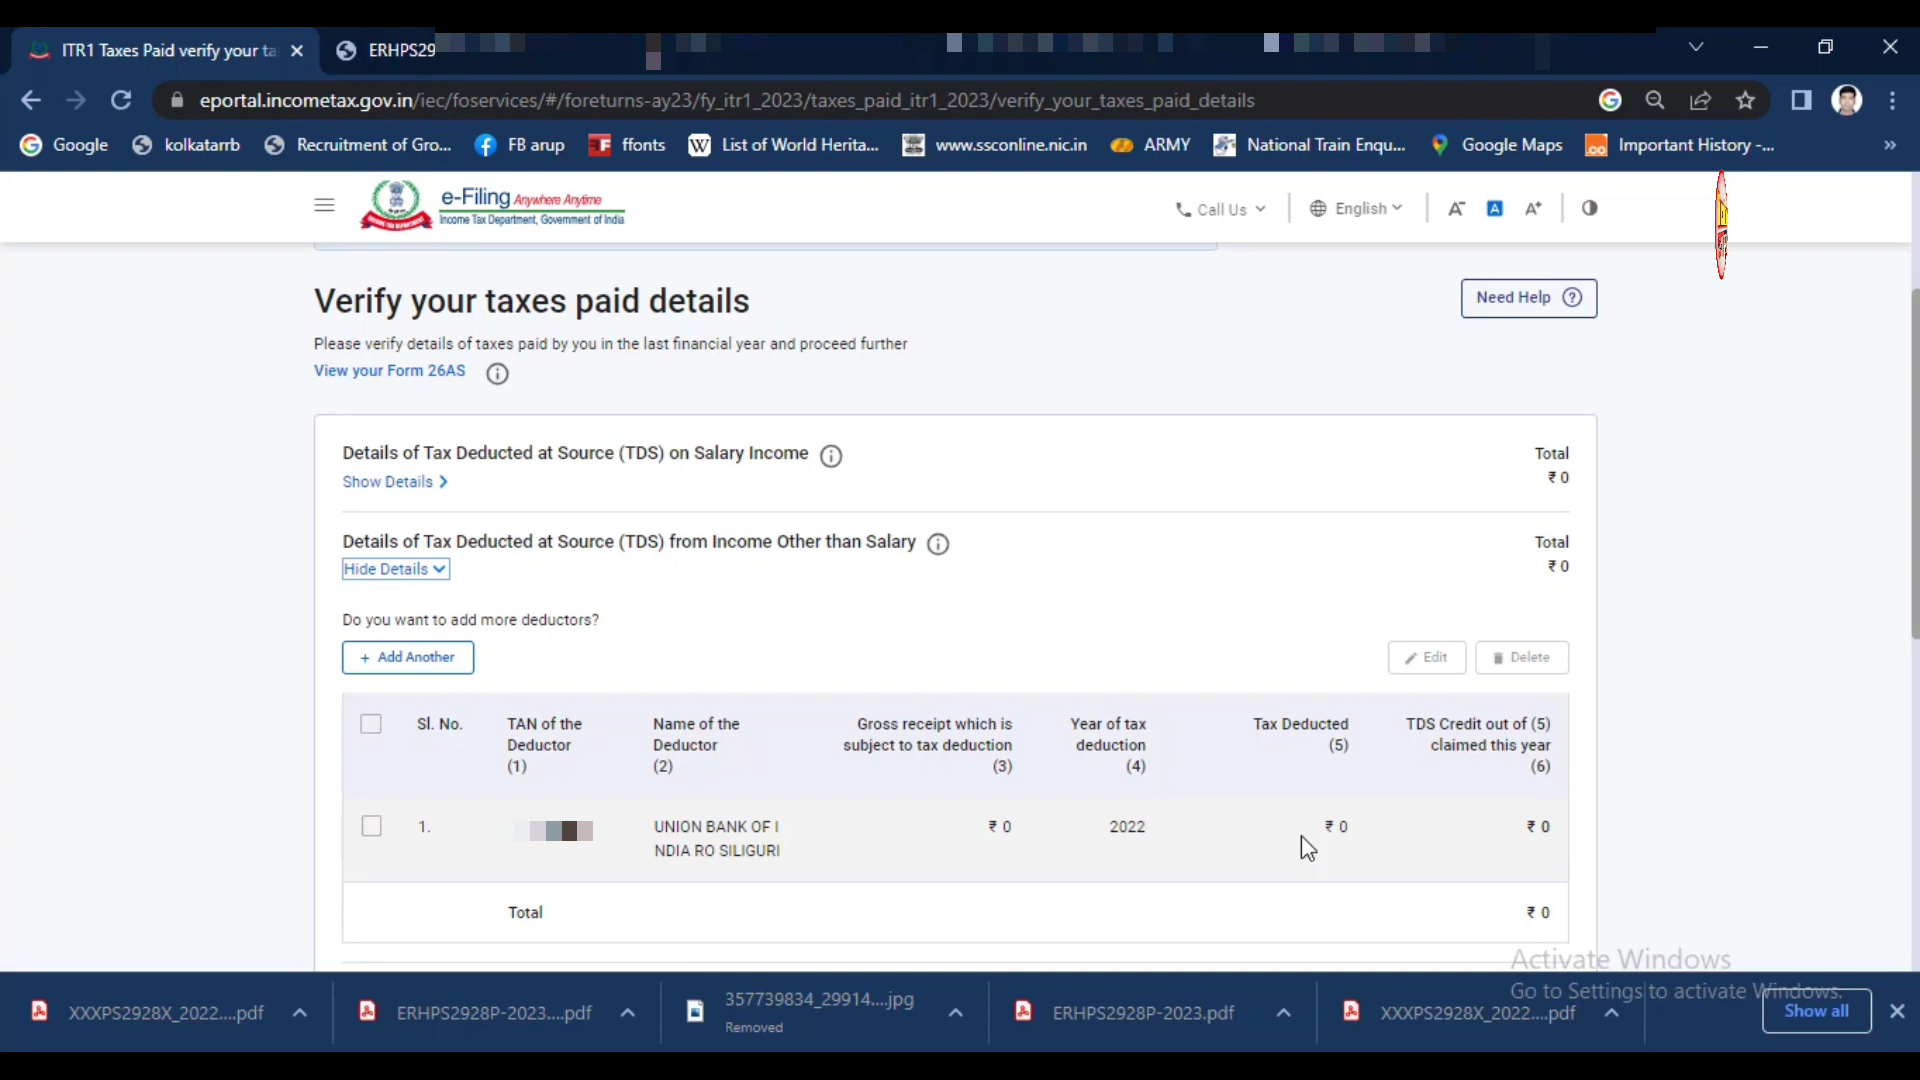 ITR1 Taxes Paid verify your ta
ERHPS29
eportal.incometax.gov.in/iec/foservices/#/foreturns-ay23/fy_itr1_2023/taxes_paid_itr1_2023/verify_your_taxes_paid_details
Google kolkatarrb Recruitment of Gro... FB arup ffonts List of World Herita... www.ssconline.nic.in ARMY National Train Enqu... Google Maps Important History -... »
e-Filing Anywhere Anytime
Income Tax Department, Government of India
Call Us English A- A A+
Verify your taxes paid details
Need Help ?
Please verify details of taxes paid by you in the last financial year and proceed further
View your Form 26AS
Details of Tax Deducted at Source (TDS) on Salary Income Total
Show Details ₹ 0
Details of Tax Deducted at Source (TDS) from Income Other than Salary Total
Hide Details ₹ 0
Do you want to add more deductors?
+ Add Another Edit Delete
Sl. No. TAN of the Name of the Gross receipt which is Year of tax Tax Deducted TDS Credit out of (5)
Deductor Deductor subject to tax deduction deduction (5) claimed this year
(1) (2) (3) (4) (6)
1. UNION BANK OF I ₹ 0 2022 ₹ 0 ₹ 0
NDIA RO SILIGURI
Total ₹ 0
Activate Windows
Go to Settings to activate Windows.
XXXPS2928X_2022....pdf ERHPS2928P-2023....pdf 357739834_29914....jpg ERHPS2928P-2023.pdf XXXPS2928X_2022....pdf Show all
Removed